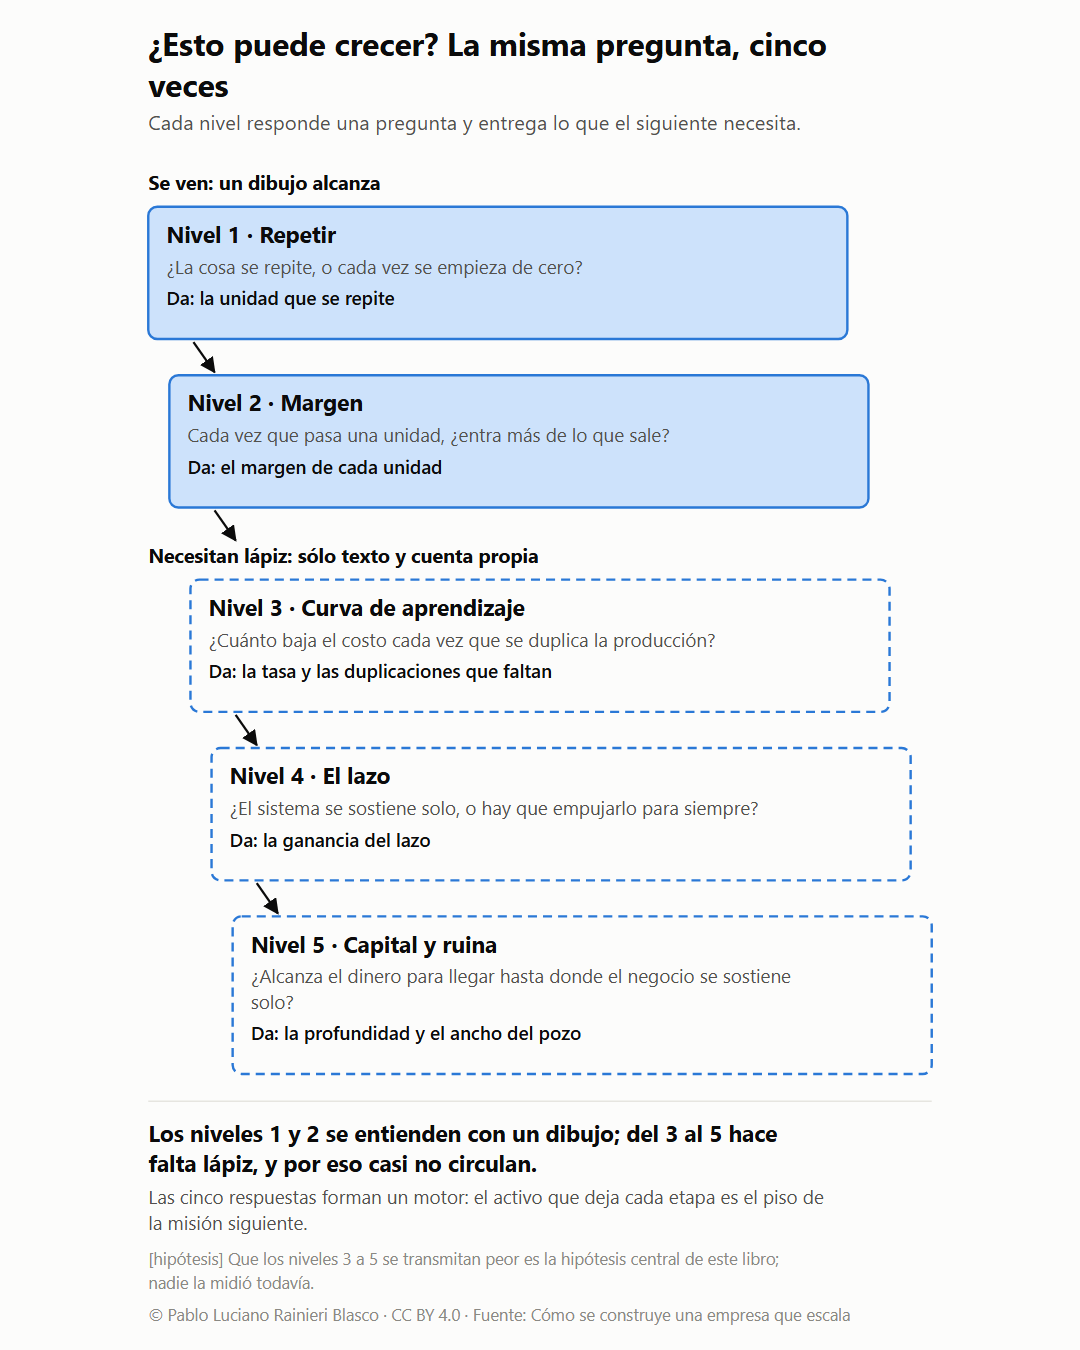 ¿Esto puede crecer? La misma pregunta, cinco
veces
Cada nivel responde una pregunta y entrega lo que el siguiente necesita.
Se ven: un dibujo alcanza
Nivel 1 · Repetir
¿La cosa se repite, o cada vez se empieza de cero?
Da: la unidad que se repite
Nivel 2 · Margen
Cada vez que pasa una unidad, ¿entra más de lo que sale?
Da: el margen de cada unidad
Necesitan lápiz: sólo texto y cuenta propia
Nivel 3 · Curva de aprendizaje
¿Cuánto baja el costo cada vez que se duplica la producción?
Da: la tasa y las duplicaciones que faltan
Nivel 4 · El lazo
¿El sistema se sostiene solo, o hay que empujarlo para siempre?
Da: la ganancia del lazo
Nivel 5 · Capital y ruina
¿Alcanza el dinero para llegar hasta donde el negocio se sostiene
solo?
Da: la profundidad y el ancho del pozo
Los niveles 1 y 2 se entienden con un dibujo; del 3 al 5 hace
falta lápiz, y por eso casi no circulan.
Las cinco respuestas forman un motor: el activo que deja cada etapa es el piso de
la misión siguiente.
[hipótesis] Que los niveles 3 a 5 se transmitan peor es la hipótesis central de este libro;
nadie la midió todavía.
© Pablo Luciano Rainieri Blasco · CC BY 4.0 · Fuente: Cómo se construye una empresa que escala